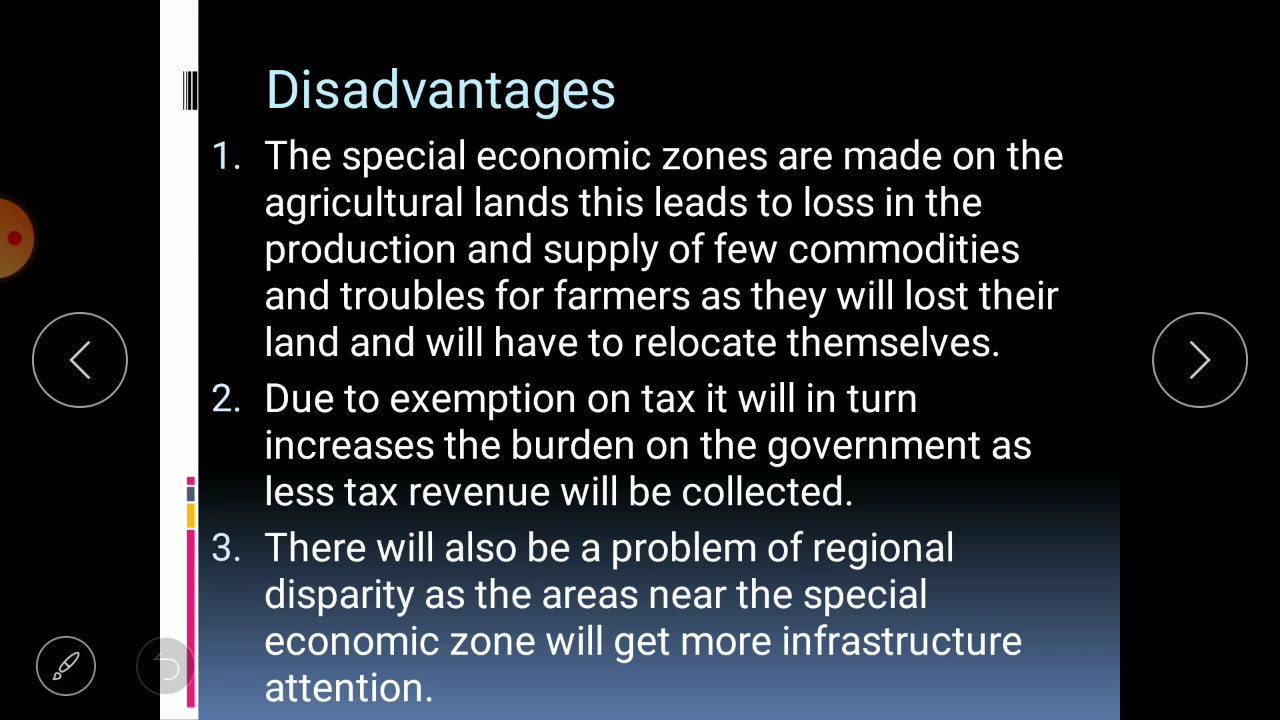 Disadvantages
1. The special economic zones are made on the
agricultural lands this leads to loss in the
production and supply of few commodities
and troubles for farmers as they will lost their
land and will have to relocate themselves.
2. Due to exemption on tax it will in turn
increases the burden on the government as
less tax revenue will be collected.
3. There will also be a problem of regional
disparity as the areas near the special
economic zone will get more infrastructure
attention.